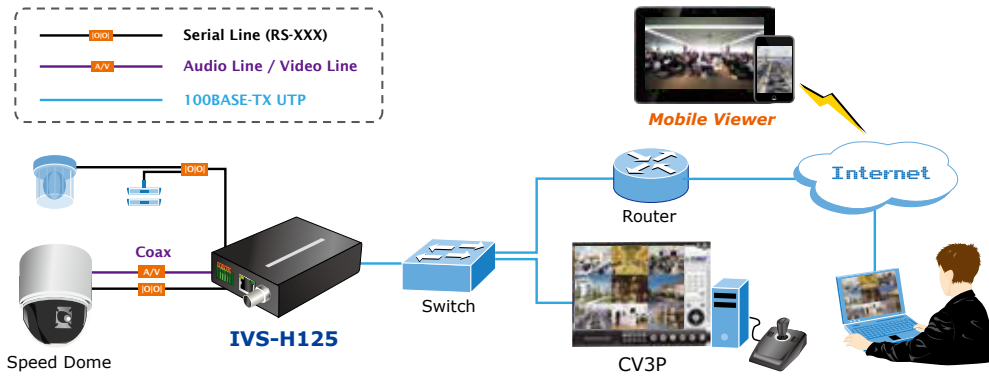 |O|O| Serial Line (RS-XXX)
A/V Audio Line / Video Line
100BASE-TX UTP
Mobile Viewer
|O|O|
Internet
Router
Coax
A/V
|O|O|
Switch
IVS-H125
Speed Dome
CV3P